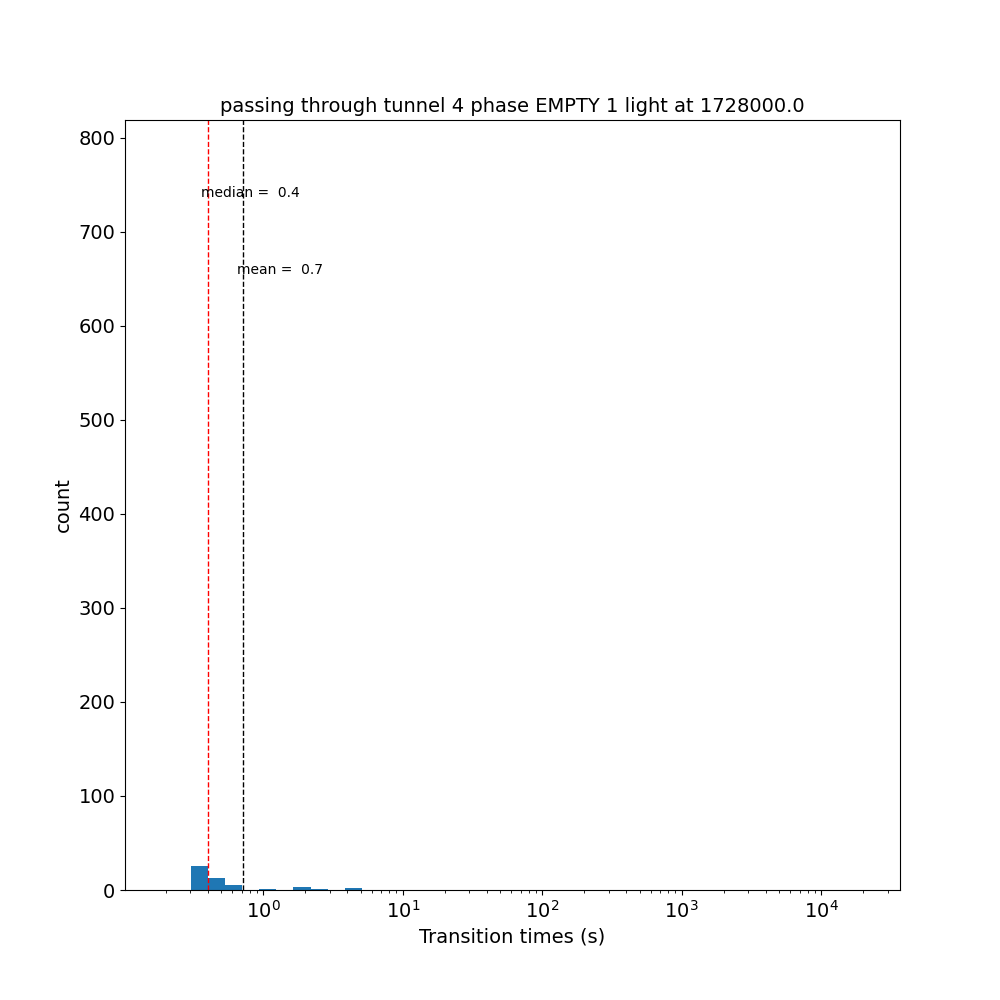 passing through tunnel 4 phase EMPTY 1 light at 1728000.0
800
median =  0.4
700
mean =  0.7
600
500
count
400
300
200
100
0
10⁰ 10¹ 10² 10³ 10⁴
Transition times (s)